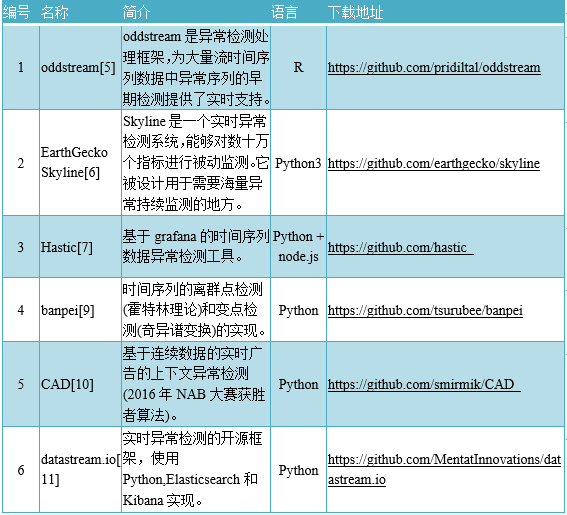 编号 名称 简介 语言 下载地址
oddstream 是异常检测处
理框架,为大量流时间序
1 oddstream[5] 列数据中异常序列的早 R https://github.com/pridiltal/oddstream
期检测提供了实时支持。
Skyline 是一个实时异常
检测系统,能够对数十万
EarthGecko
2 个指标进行被动监测。它 Python3 https://github.com/earthgecko/skyline
Skyline[6]
被设计用于需要海量异
常持续监测的地方。
3 Hastic[7] 基于 grafana 的时间序列 Python + https://github.com/hastic
数据异常检测工具。 node.js
时间序列的离群点检测
4 banpei[9] (霍特林理论)和变点检 Python https://github.com/tsurubee/banpei
测(奇异谱变换)的实现。
基于连续数据的实时广
5 CAD[10] 告的上下文异常检测 Python https://github.com/smirmik/CAD
(2016 年 NAB 大赛获胜
者算法)。
实时异常检测的开源框
6 datastream.io[ 架，使用 Python https://github.com/MentatInnovations/dat
11] Python,Elasticsearch 和 astream.io
Kibana 实现。